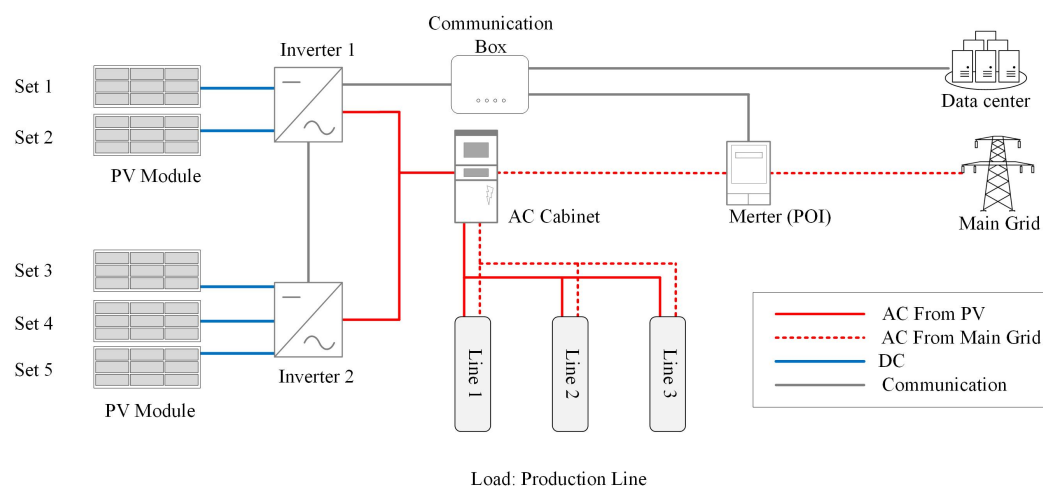 Communication
Box
Inverter 1
Set 1
Set 2
PV Module
Data center
AC Cabinet
Merter (POI)
Main Grid
Set 3
Set 4
Set 5
PV Module
Inverter 2
Line 1
Line 2
Line 3
AC From PV
AC From Main Grid
DC
Communication
Load: Production Line